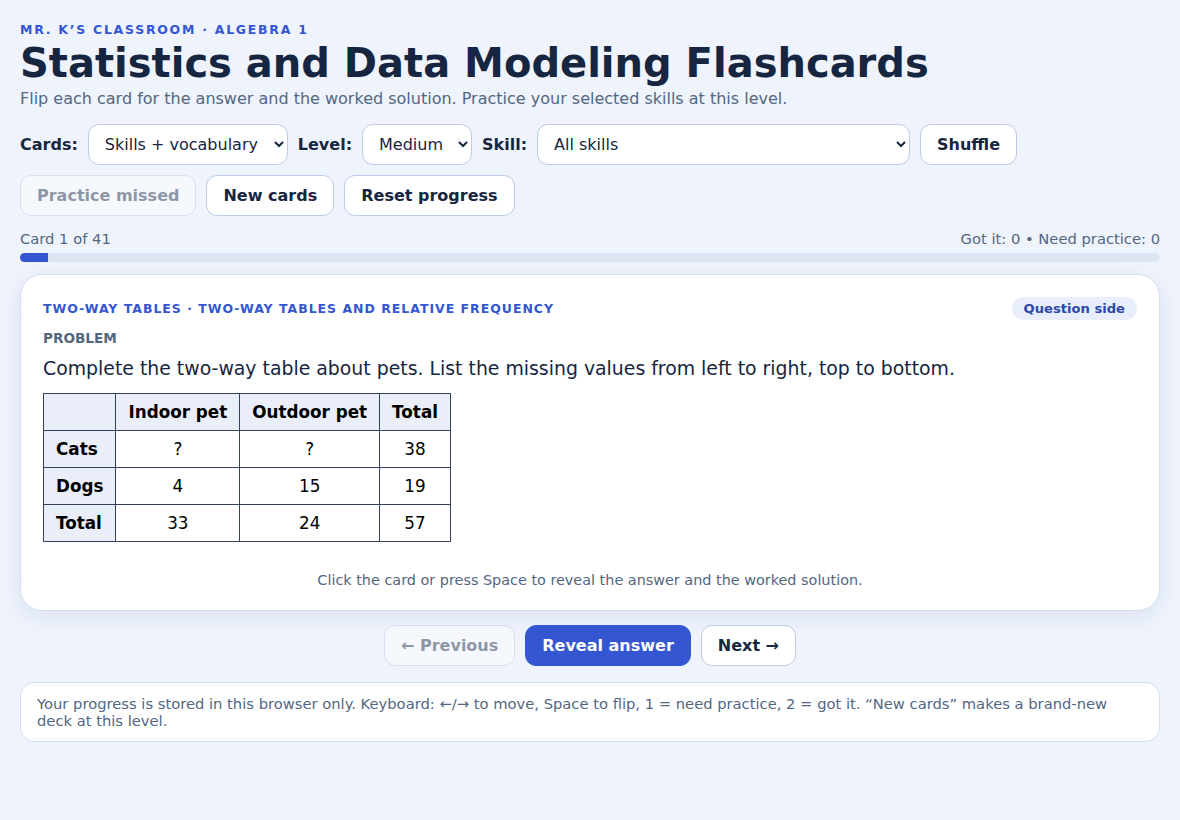 MR. K’S CLASSROOM · ALGEBRA 1
Statistics and Data Modeling Flashcards
Flip each card for the answer and the worked solution. Practice your selected skills at this level.
Cards: Skills + vocabulary Level: Medium Skill: All skills Shuffle
Practice missed New cards Reset progress
Card 1 of 41 Got it: 0 • Need practice: 0
TWO-WAY TABLES · TWO-WAY TABLES AND RELATIVE FREQUENCY Question side
PROBLEM
Complete the two-way table about pets. List the missing values from left to right, top to bottom.
Indoor pet Outdoor pet Total
Cats ? ? 38
Dogs 4 15 19
Total 33 24 57
Click the card or press Space to reveal the answer and the worked solution.
← Previous Reveal answer Next →
Your progress is stored in this browser only. Keyboard: ←/→ to move, Space to flip, 1 = need practice, 2 = got it. “New cards” makes a brand-new
deck at this level.